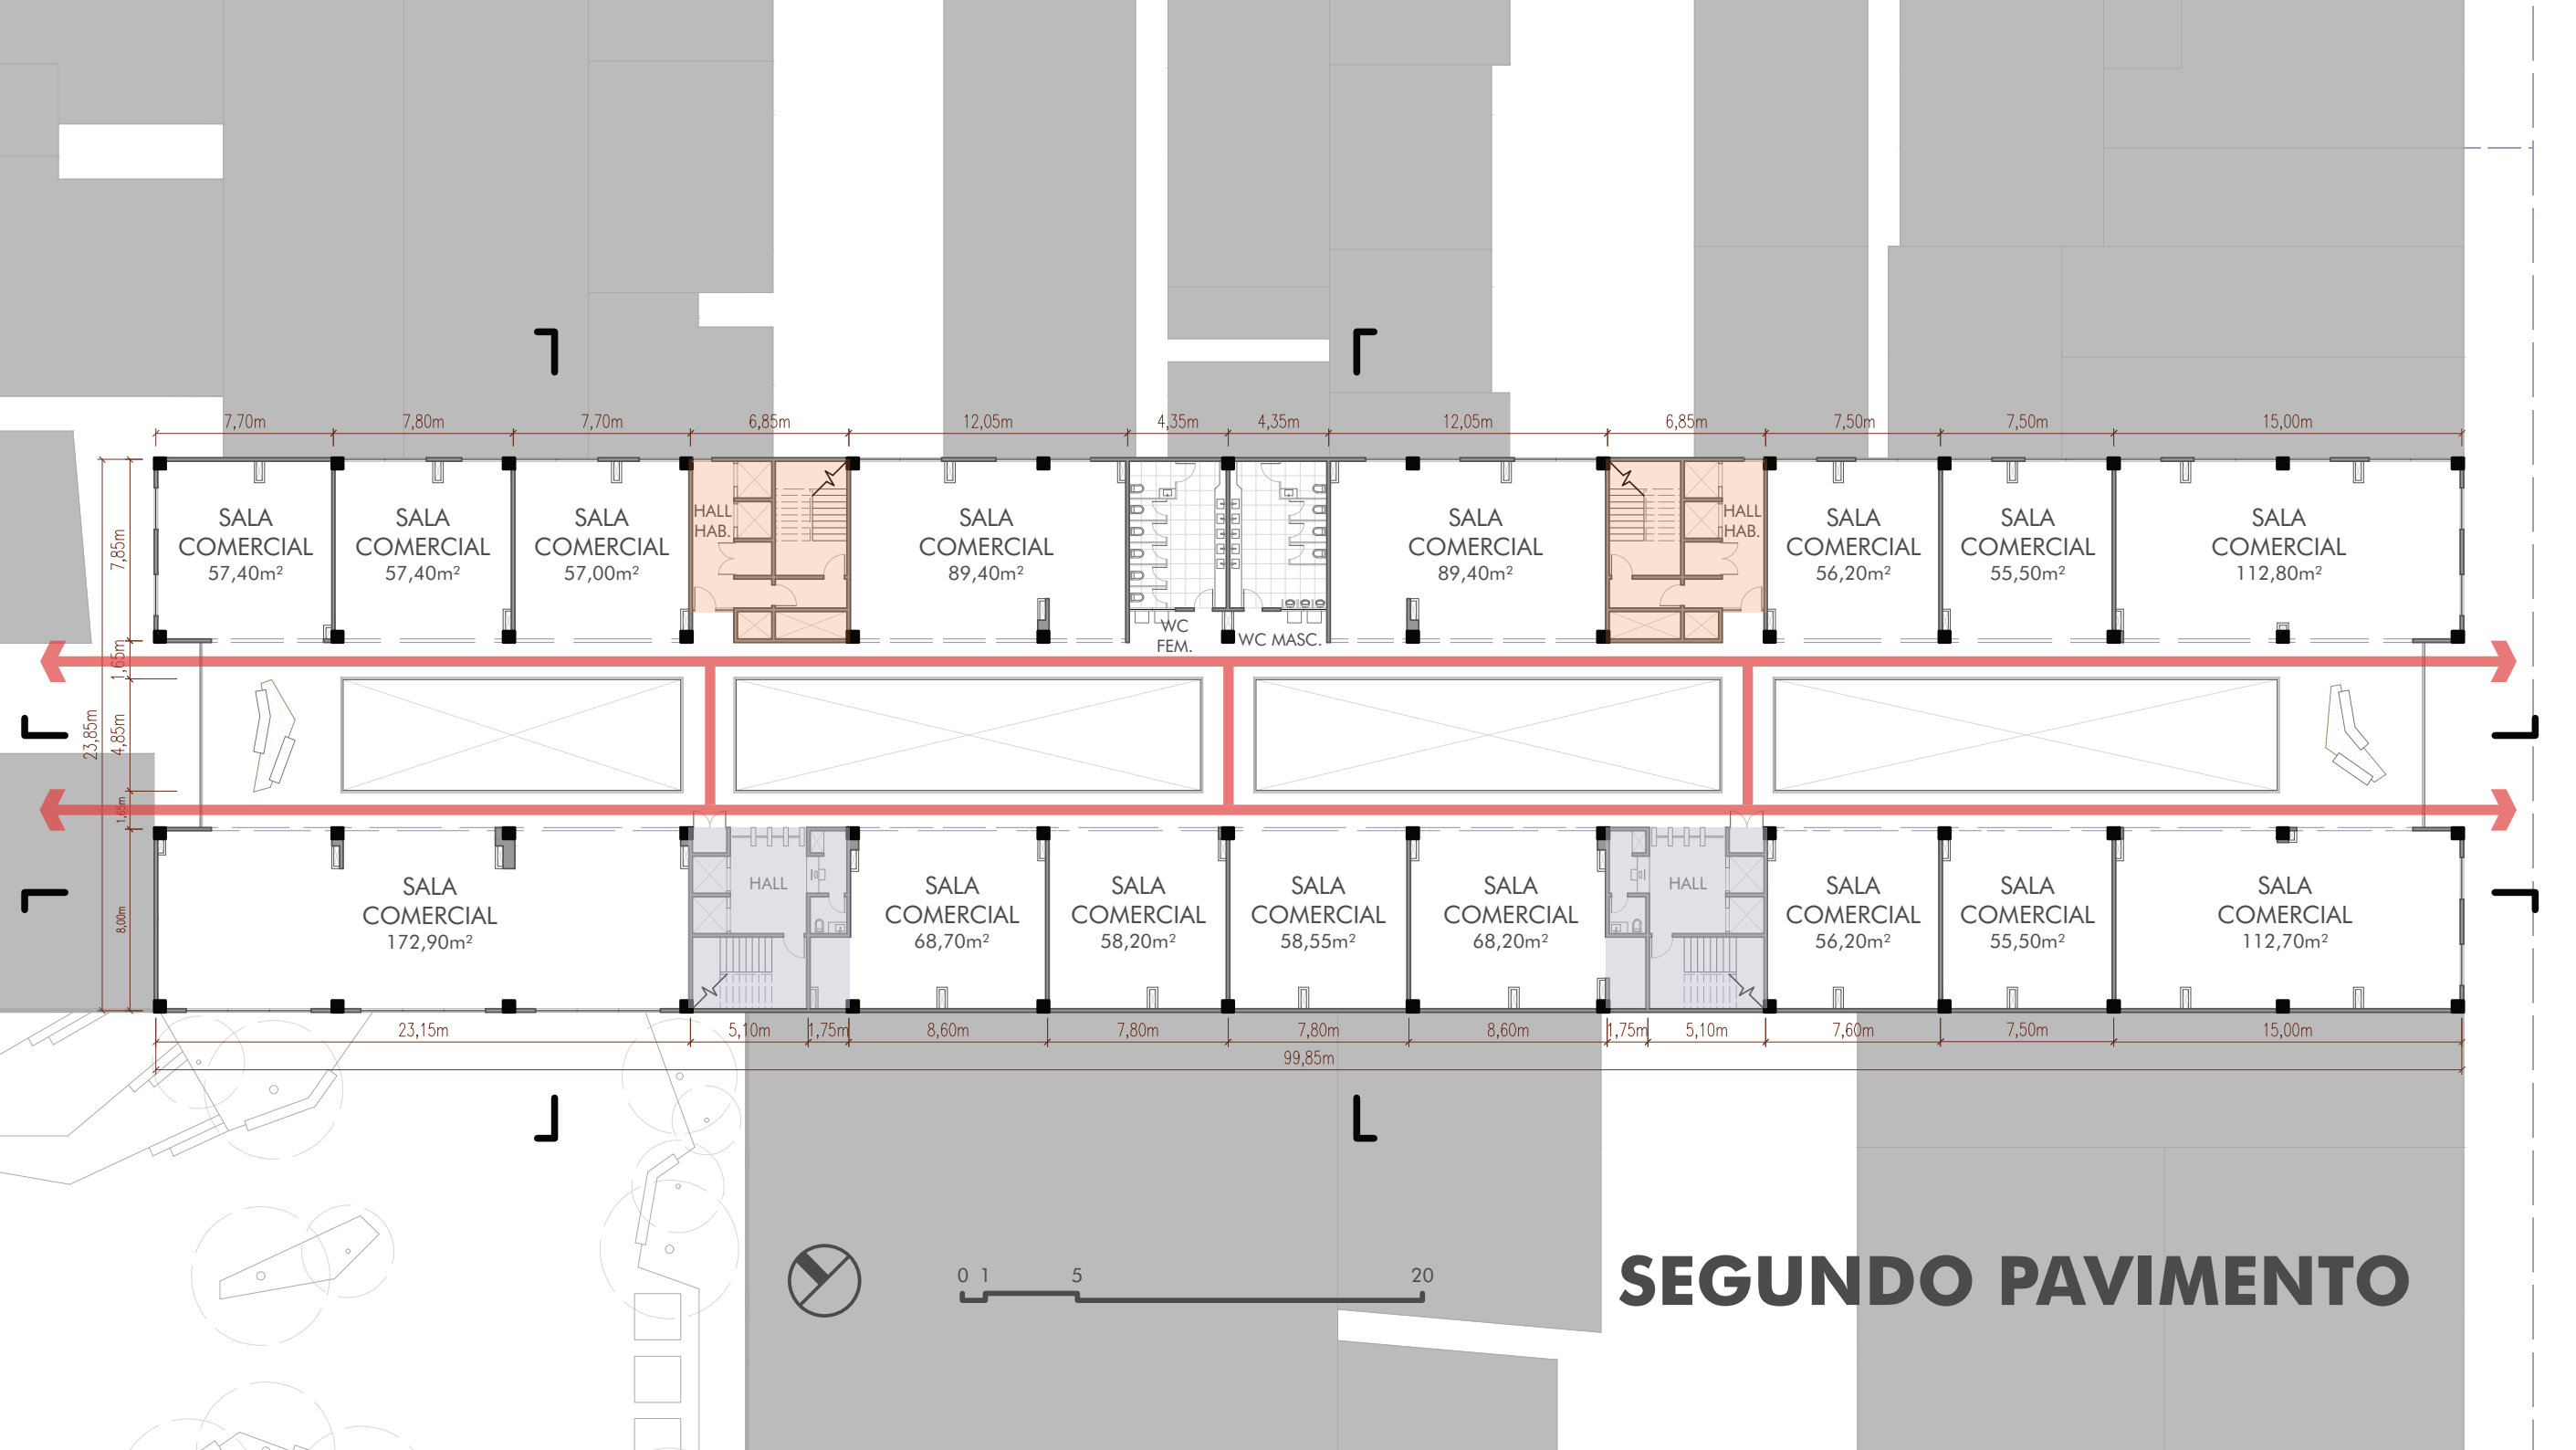 7,70m 7,80m 7,70m 6,85m 12,05m 4,35m 4,35m 12,05m 6,85m 7,50m 7,50m 15,00m
SALA
COMERCIAL
57,40m²
SALA
COMERCIAL
57,40m²
SALA
COMERCIAL
57,00m²
HALL
HAB.
SALA
COMERCIAL
89,40m²
WC
FEM.
WC MASC.
SALA
COMERCIAL
89,40m²
HALL
HAB.
SALA
COMERCIAL
56,20m²
SALA
COMERCIAL
55,50m²
SALA
COMERCIAL
112,80m²
7,85m
1,65m
4,85m
23,85m
1,65m
8,00m
SALA
COMERCIAL
172,90m²
HALL
SALA
COMERCIAL
68,70m²
SALA
COMERCIAL
58,20m²
SALA
COMERCIAL
58,55m²
SALA
COMERCIAL
68,20m²
HALL
SALA
COMERCIAL
56,20m²
SALA
COMERCIAL
55,50m²
SALA
COMERCIAL
112,70m²
23,15m 5,10m 1,75m 8,60m 7,80m 7,80m 8,60m 1,75m 5,10m 7,60m 7,50m 15,00m
99,85m
0 1 5 20
SEGUNDO PAVIMENTO